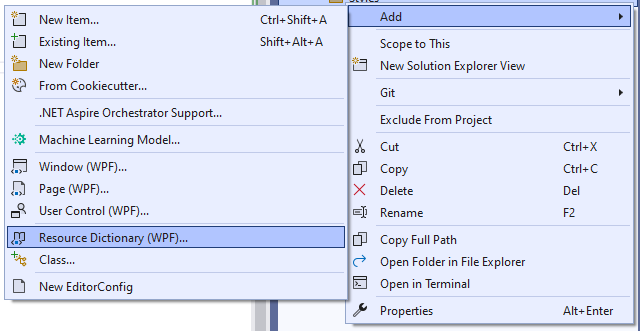 Styles
New Item... Ctrl+Shift+A
Existing Item... Shift+Alt+A
New Folder
From Cookiecutter...
.NET Aspire Orchestrator Support...
Machine Learning Model...
Window (WPF)...
Page (WPF)...
User Control (WPF)...
Resource Dictionary (WPF)...
Class...
New EditorConfig
Add
Scope to This
New Solution Explorer View
Git
Exclude From Project
Cut Ctrl+X
Copy Ctrl+C
Delete Del
Rename F2
Copy Full Path
Open Folder in File Explorer
Open in Terminal
Properties Alt+Enter